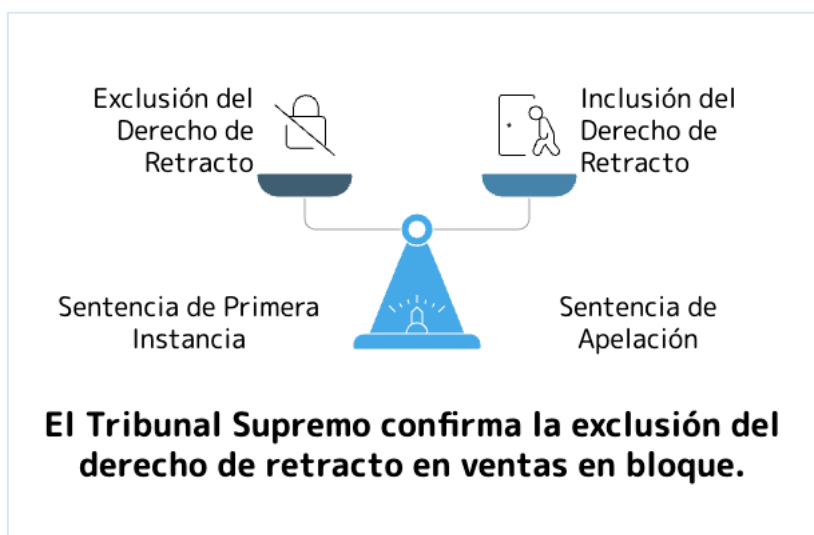 Exclusión del
Derecho de
Retracto
Inclusión del
Derecho de
Retracto
Sentencia de Primera
Instancia
Sentencia de
Apelación
El Tribunal Supremo confirma la exclusión del
derecho de retracto en ventas en bloque.